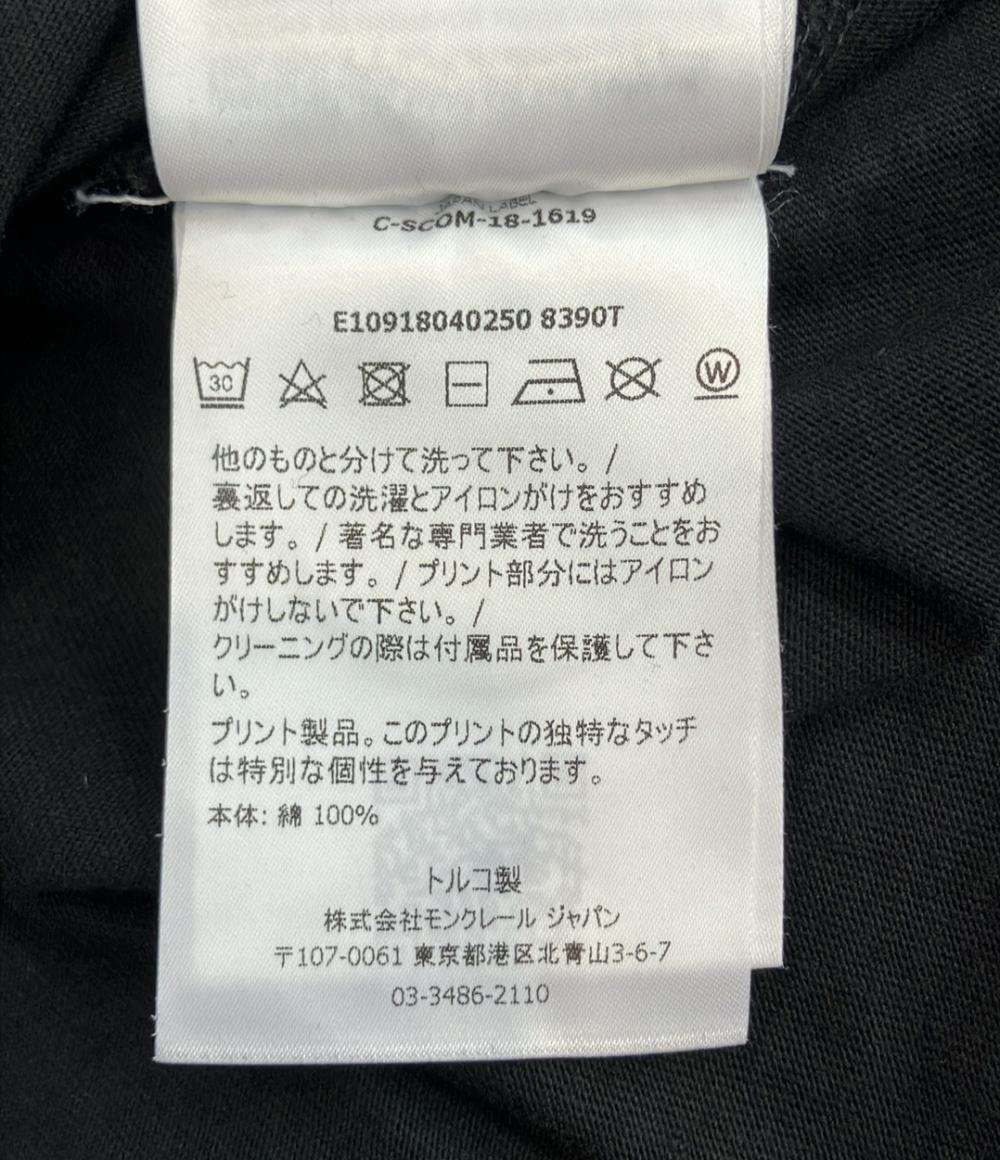 JAPAN LABEL
C-SCOM-18-1619
E10918040250 8390T
30
W
他のものと分けて洗って下さい。/
裏返しての洗濯とアイロンがけをおすすめ
します。/ 著名な専門業者で洗うことをお
すすめします。/ プリント部分にはアイロン
がけしないで下さい。/
クリーニングの際は付属品を保護して下さ
い。
プリント製品。このプリントの独特なタッチ
は特別な個性を与えております。
本体: 綿 100%
トルコ製
株式会社モンクレール ジャパン
〒107-0061 東京都港区北青山3-6-7
03-3486-2110